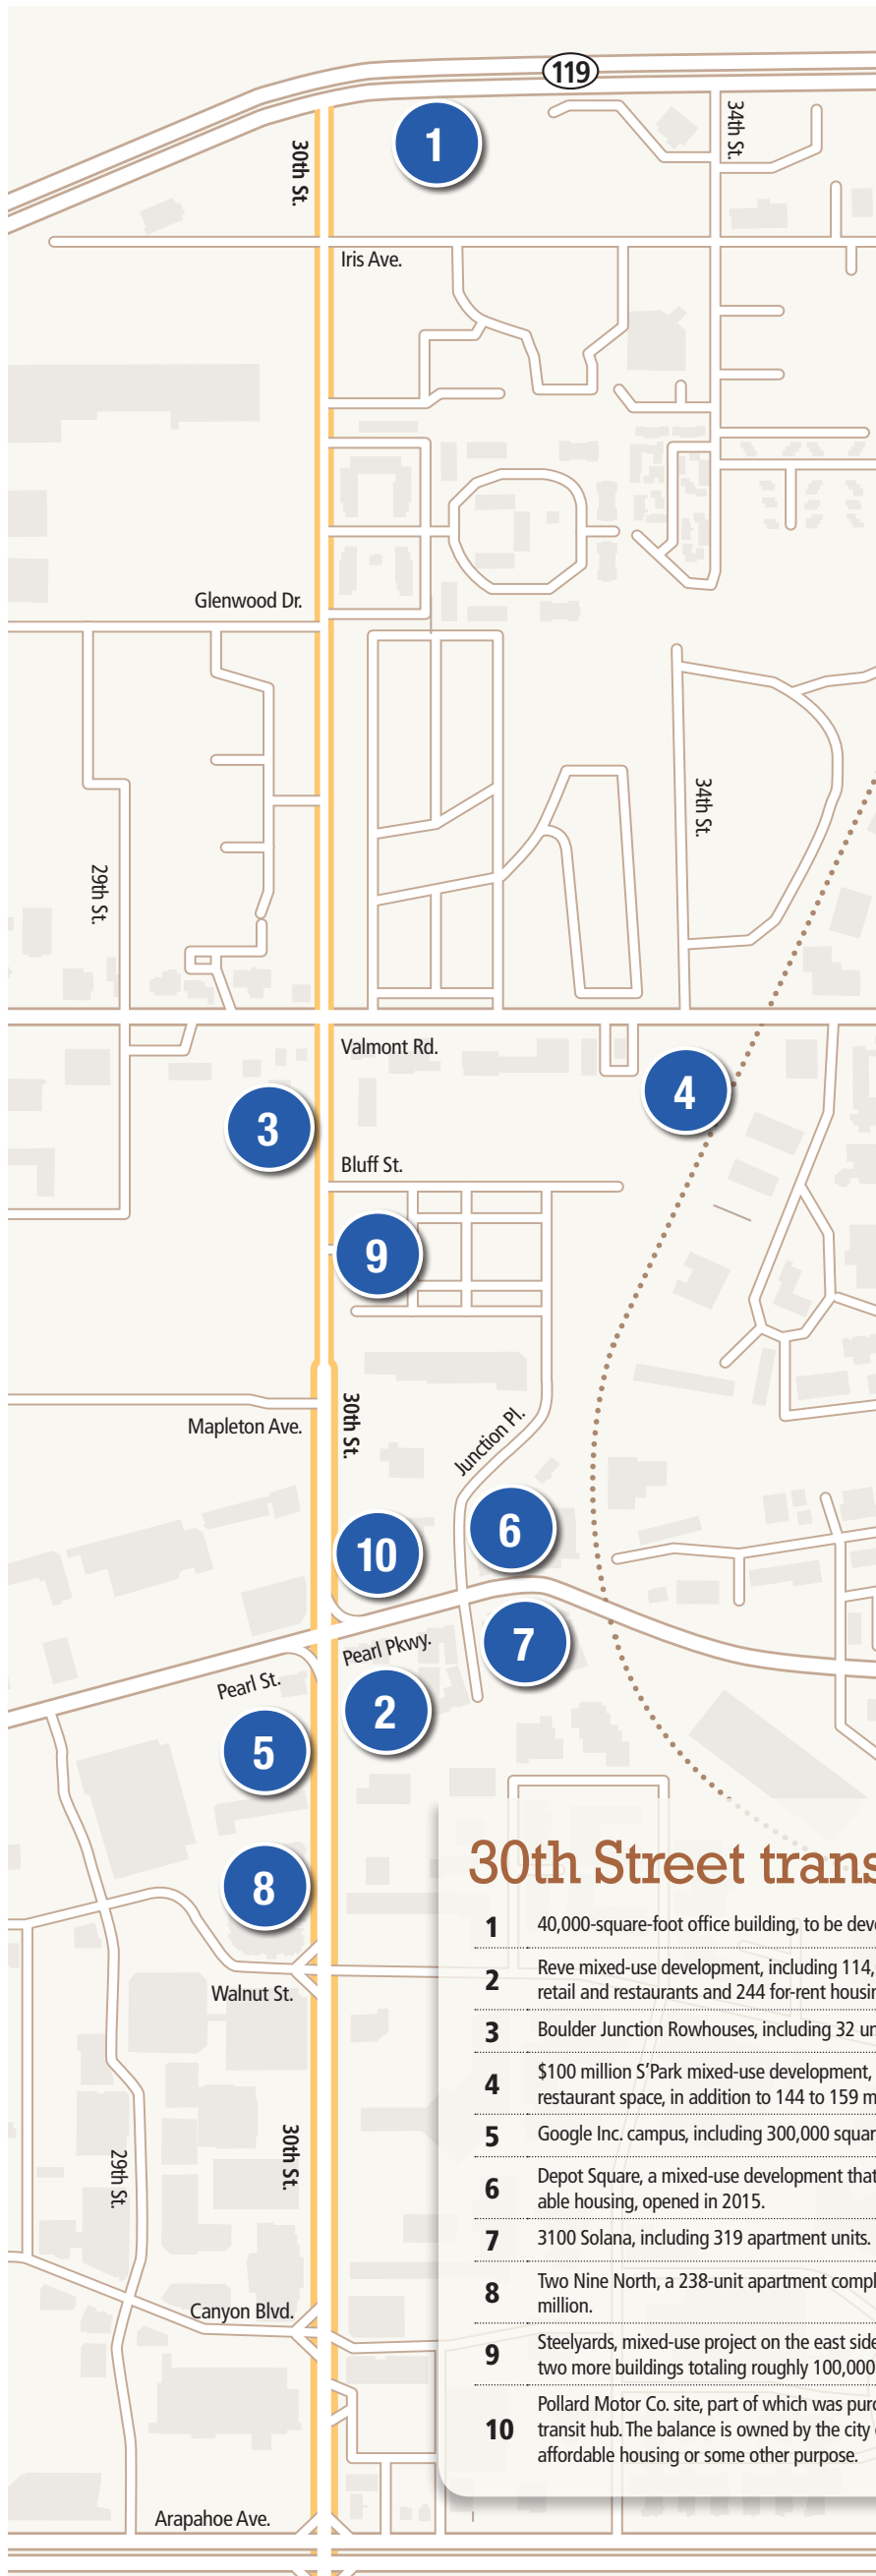 119
1
34th St.
30th St.
Iris Ave.
Glenwood Dr.
34th St.
29th St.
Valmont Rd.
4
3
Bluff St.
9
30th St.
Mapleton Ave.
Junction Pl.
6
10
7
Pearl Pkwy.
Pearl St.
2
5
8
30th Street trans
1 40,000-square-foot office building, to be deve
2 Reve mixed-use development, including 114,
retail and restaurants and 244 for-rent housin
Walnut St.
3 Boulder Junction Rowhouses, including 32 un
4 $100 million S’Park mixed-use development,
restaurant space, in addition to 144 to 159 m
30th St.
29th St.
5 Google Inc. campus, including 300,000 squar
6 Depot Square, a mixed-use development that
able housing, opened in 2015.
7 3100 Solana, including 319 apartment units.
8 Two Nine North, a 238-unit apartment compl
million.
Canyon Blvd.
9 Steelyards, mixed-use project on the east side
two more buildings totaling roughly 100,000
10 Pollard Motor Co. site, part of which was purc
transit hub. The balance is owned by the city
affordable housing or some other purpose.
Arapahoe Ave.